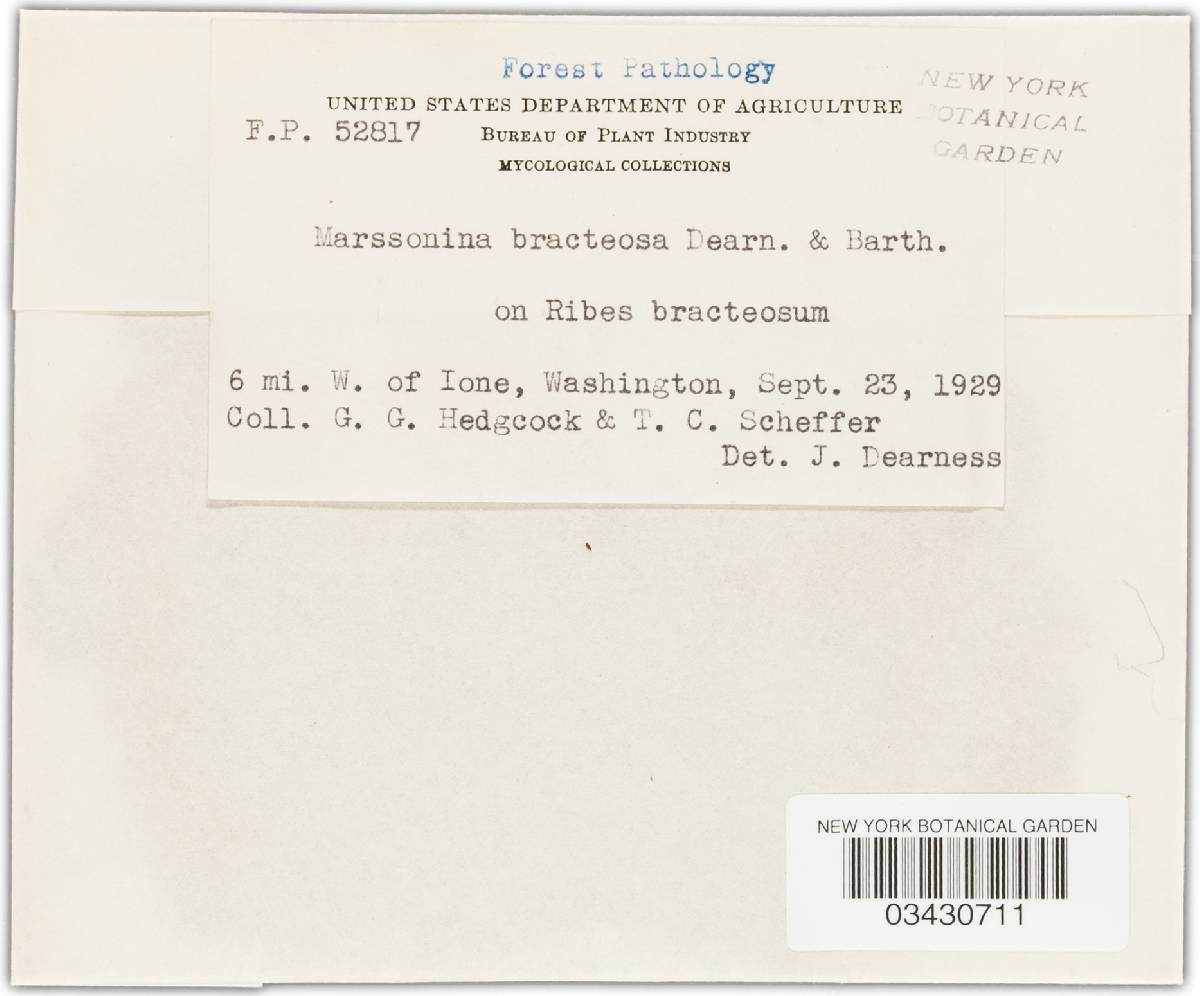 Forest Pathology
UNITED STATES DEPARTMENT OF AGRICULTURE
F.P. 52817 BUREAU OF PLANT INDUSTRY
MYCOLOGICAL COLLECTIONS
NEW YORK
BOTANICAL
GARDEN
Marssonina bracteosa Dearn. & Barth.
on Ribes bracteosum
6 mi. W. of Ione, Washington, Sept. 23, 1929
Coll. G. G. Hedgcock & T. C. Scheffer
Det. J. Dearness
NEW YORK BOTANICAL GARDEN
03430711